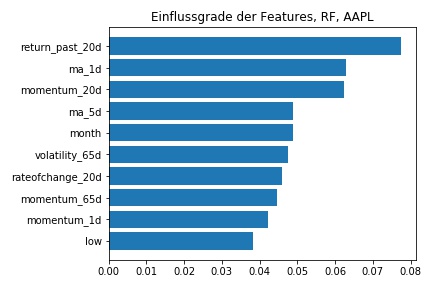 Einflussgrade der Features, RF, AAPL
return_past_20d
ma_1d
momentum_20d
ma_5d
month
volatility_65d
rateofchange_20d
momentum_65d
momentum_1d
low
0.00 0.01 0.02 0.03 0.04 0.05 0.06 0.07 0.08